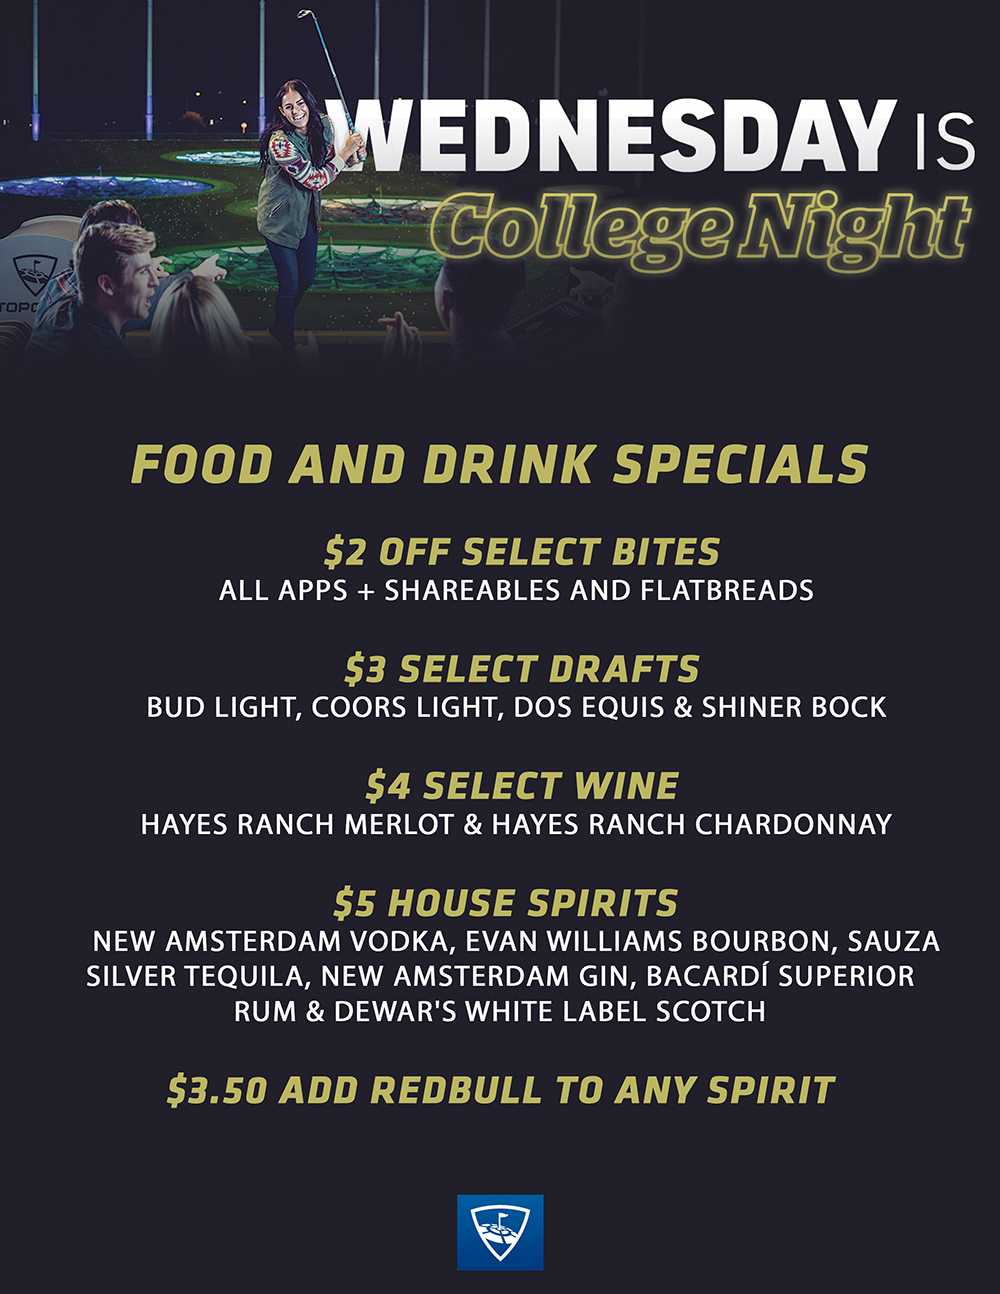 WEDNESDAY IS
College Night
FOOD AND DRINK SPECIALS
$2 OFF SELECT BITES
ALL APPS + SHAREABLES AND FLATBREADS
$3 SELECT DRAFTS
BUD LIGHT, COORS LIGHT, DOS EQUIS & SHINER BOCK
$4 SELECT WINE
HAYES RANCH MERLOT & HAYES RANCH CHARDONNAY
$5 HOUSE SPIRITS
NEW AMSTERDAM VODKA, EVAN WILLIAMS BOURBON, SAUZA
SILVER TEQUILA, NEW AMSTERDAM GIN, BACARDÍ SUPERIOR
RUM & DEWAR'S WHITE LABEL SCOTCH
$3.50 ADD REDBULL TO ANY SPIRIT